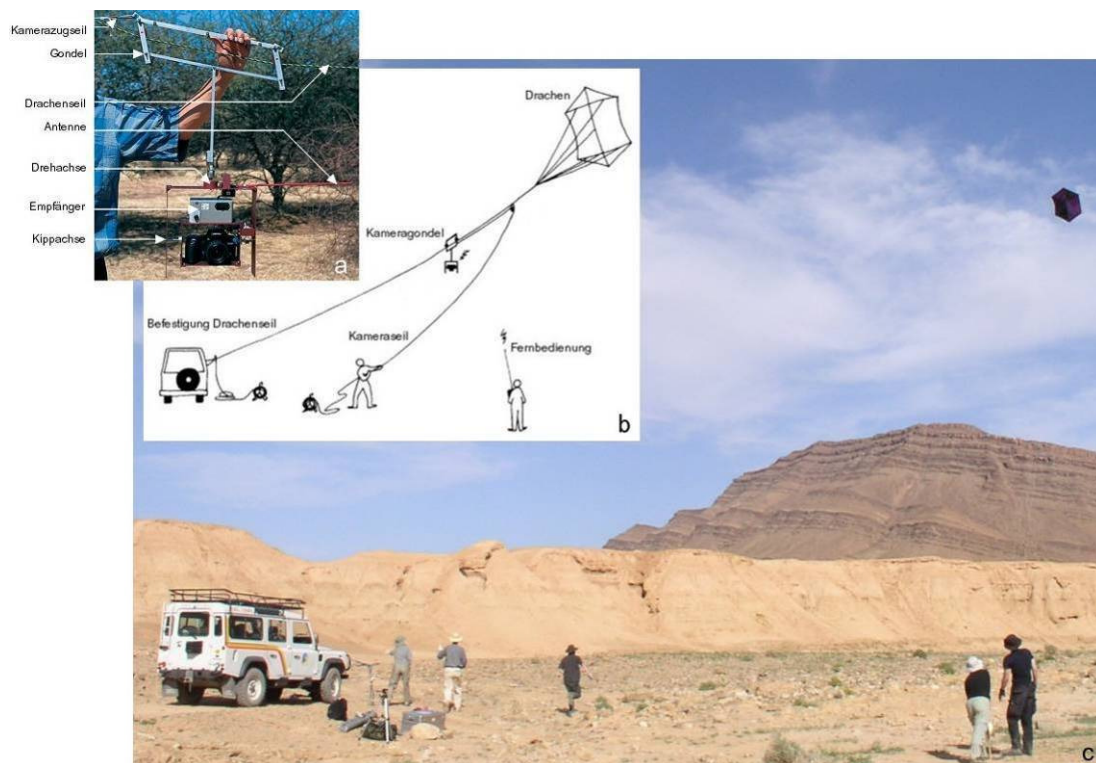 Kamerazugseil
Gondel
Drachenseil
Antenne
Drehachse
Empfänger
Kippachse
a
Drachen
Kameragondel
Befestigung Drachenseil
Kameraseil
Fernbedienung
b
c